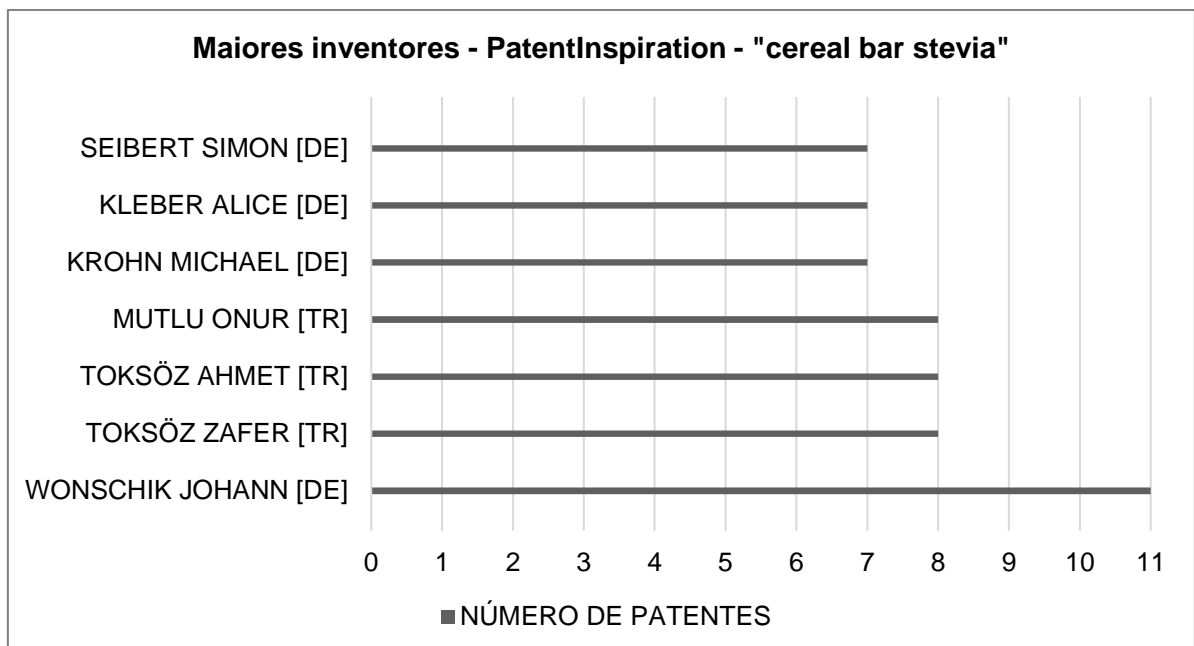 Maiores inventores - PatentInspiration - "cereal bar stevia"
SEIBERT SIMON [DE]
KLEBER ALICE [DE]
KROHN MICHAEL [DE]
MUTLU ONUR [TR]
TOKSÖZ AHMET [TR]
TOKSÖZ ZAFER [TR]
WONSCHIK JOHANN [DE]
0 1 2 3 4 5 6 7 8 9 10 11
NÚMERO DE PATENTES